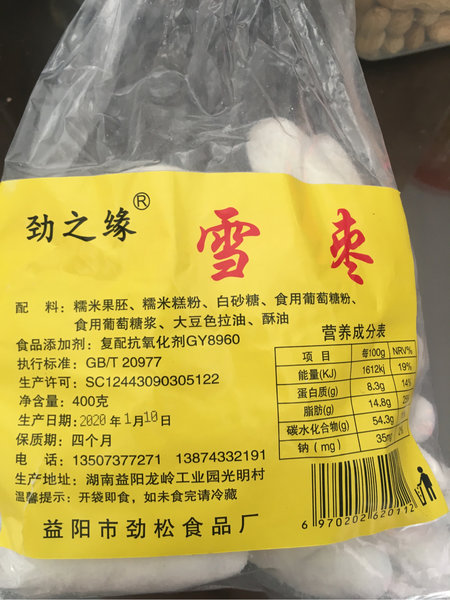 劲之缘®
雪枣
配 料：糯米果胚、糯米糕粉、白砂糖、食用葡萄糖粉、
食用葡萄糖浆、大豆色拉油、酥油
食品添加剂：复配抗氧化剂GY8960
执行标准：GB/T 20977
生产许可：SC12443090305122
净含量：400克
生产日期：2020年1月10日
保质期：四个月
电 话：13507377271 13874332191
生产地址：湖南益阳龙岭工业园光明村
温馨提示：开袋即食，如未食完请冷藏
益阳市劲松食品厂
营养成分表
项 目 每100g NRV%
能量(KJ) 1612kj 19%
蛋白质(g) 8.3g 14%
脂肪(g) 14.8g
碳水化合物(g) 54.3g
钠（mg） 35m
6 970202 620112